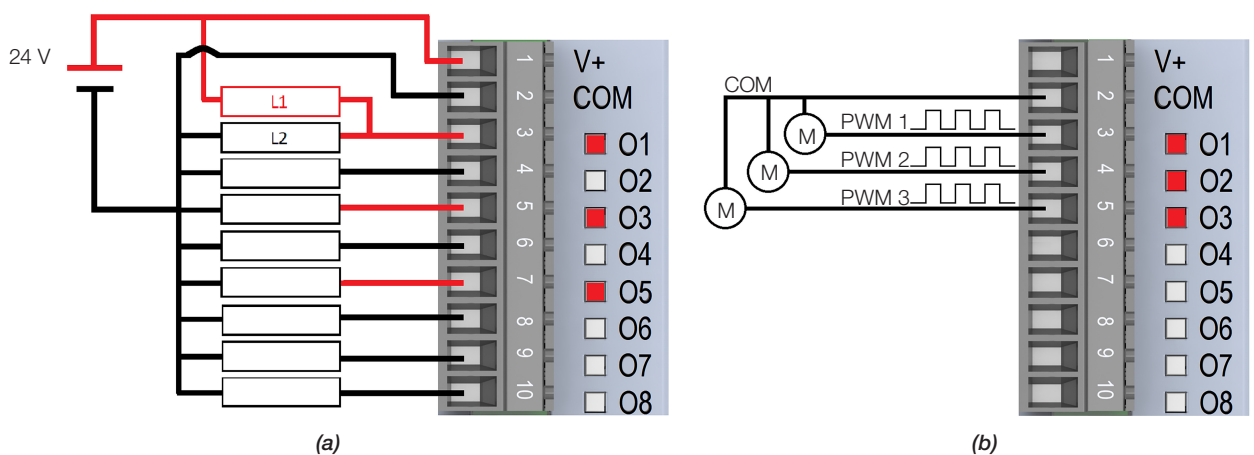 24 V
L1
L2
1 V+
2 COM
3 O1
4 O2
5 O3
6 O4
7 O5
8 O6
9 O7
10 O8
(a)
COM
PWM 1
PWM 2
PWM 3
M
M
M
1 V+
2 COM
3 O1
4 O2
5 O3
6 O4
7 O5
8 O6
9 O7
10 O8
(b)